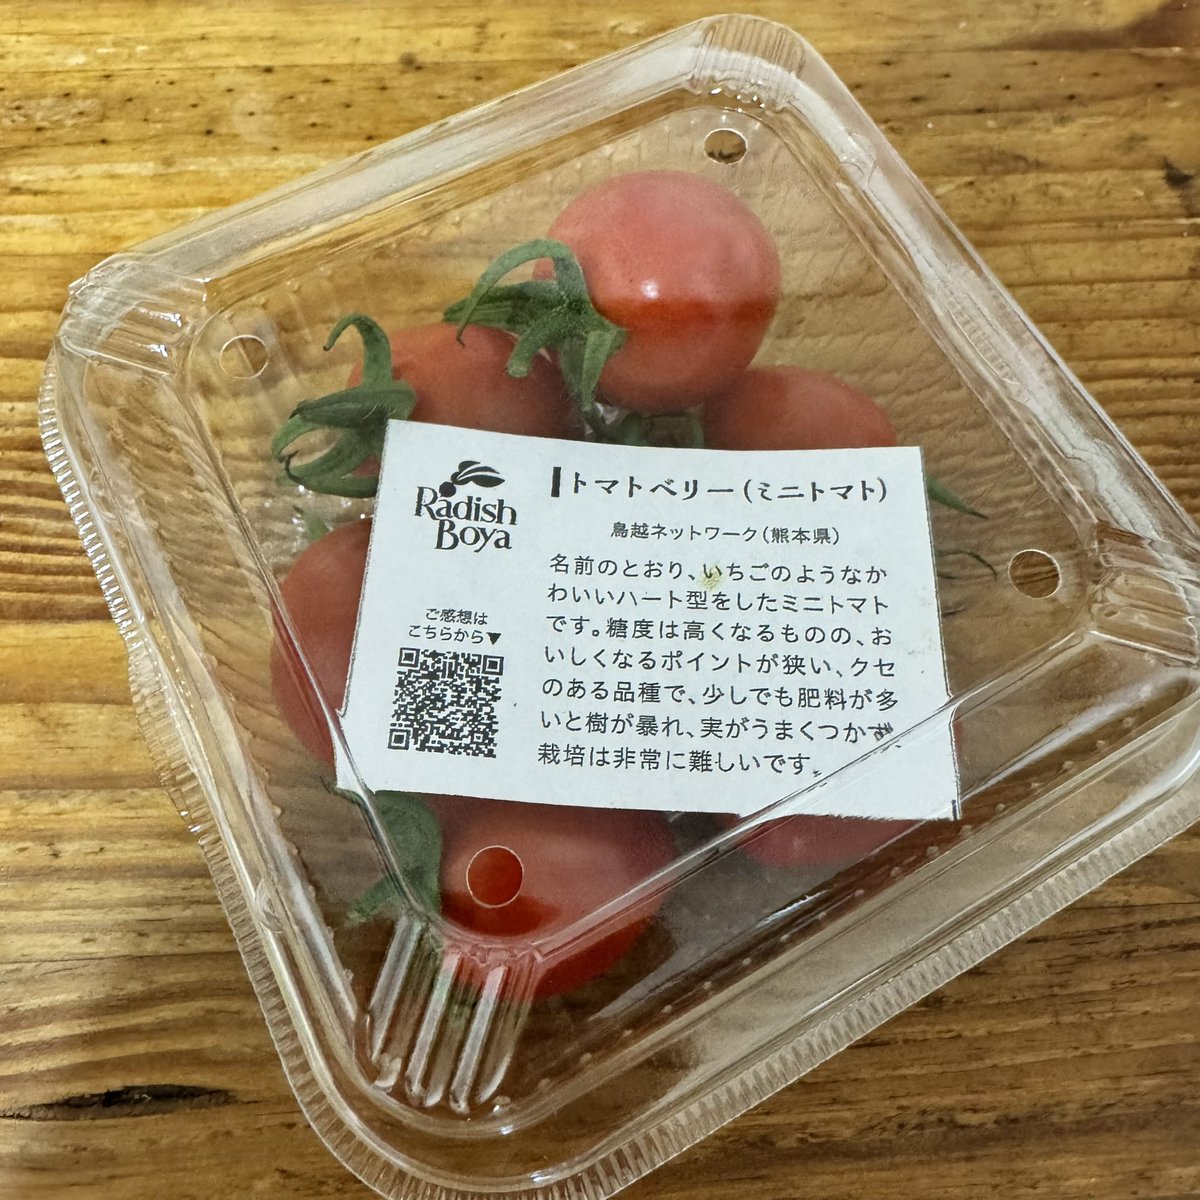 Radish
Boya
トマトベリー(ミニトマト)
鳥越ネットワーク(熊本県)
名前のとおり、いちごのようなか
わいいハート型をしたミニトマト
です。糖度は高くなるものの、お
いしくなるポイントが狭い、クセ
のある品種で、少しでも肥料が多
いと樹が暴れ、実がうまくつか
栽培は非常に難しいです。
ご感想は
こちらから▼